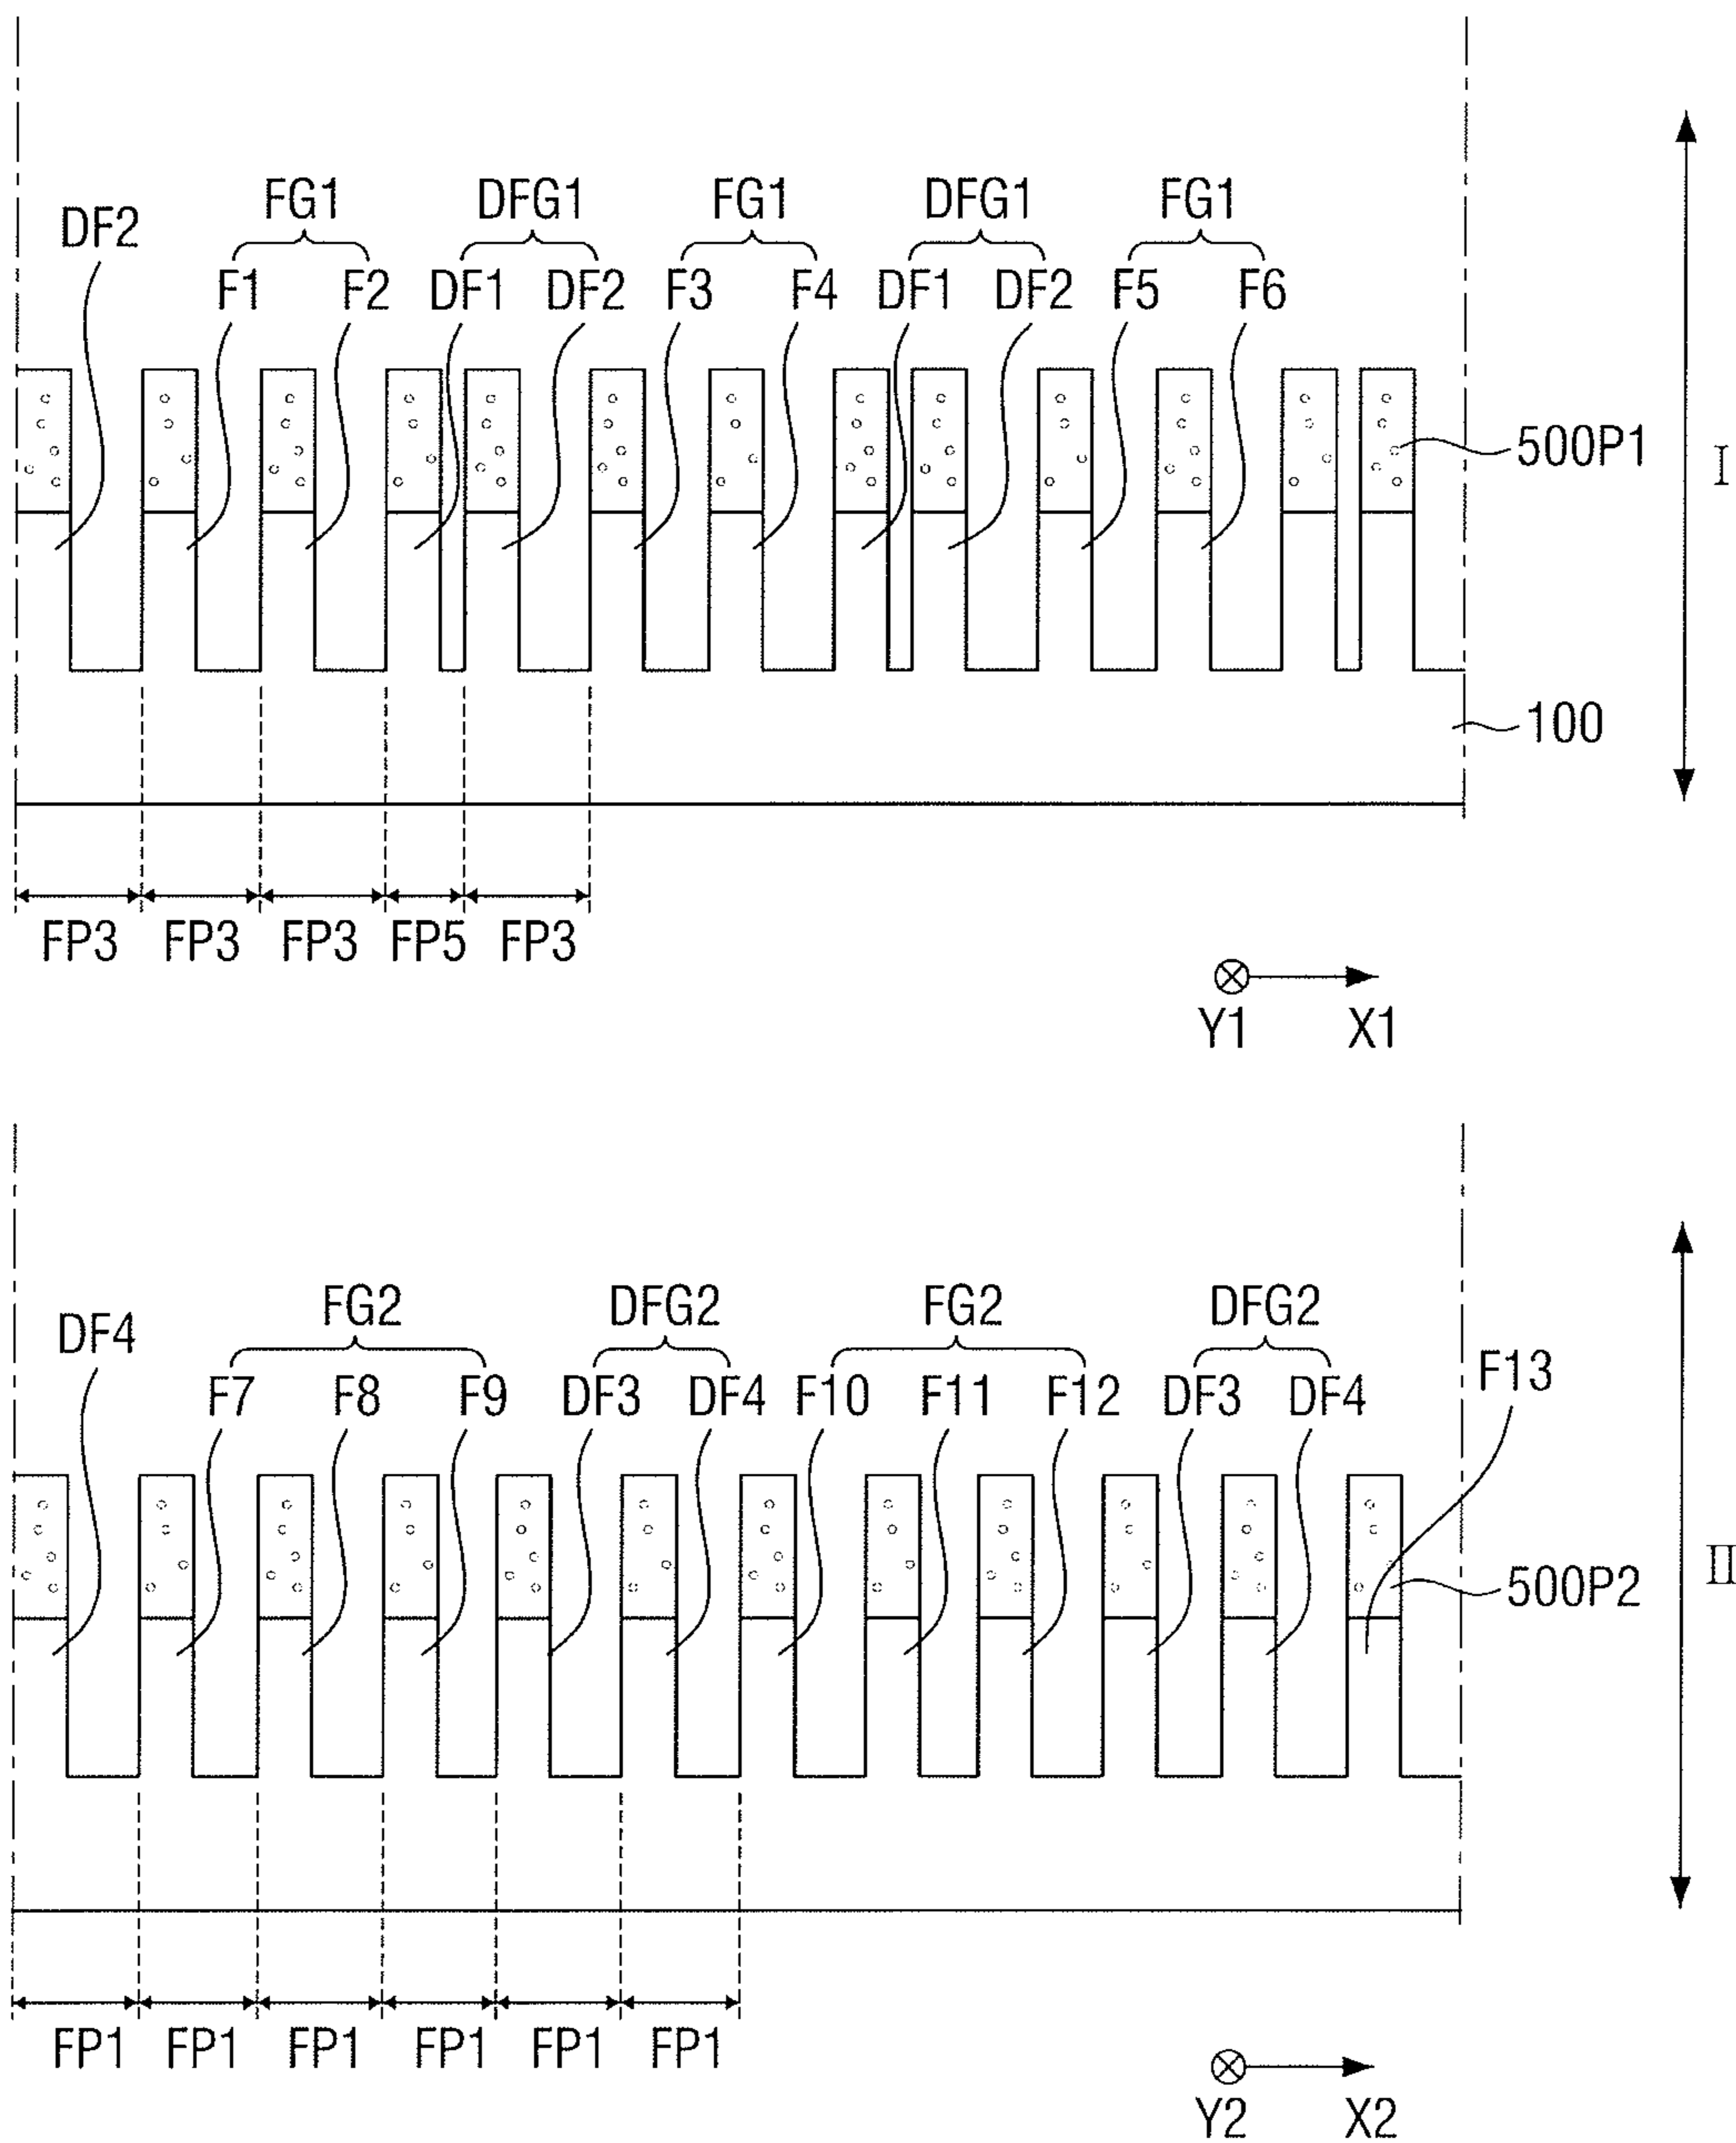 FG1 DFG1 FG1 DFG1 FG1
DF2
F1 F2 DF1 DF2 F3 F4 DF1 DF2 F5 F6
500P1
I
100
FP3 FP3 FP3 FP5 FP3
Y1 X1
FG2 DFG2 FG2 DFG2
DF4
F13
F7 F8 F9 DF3 DF4 F10 F11 F12 DF3 DF4
500P2
II
FP1 FP1 FP1 FP1 FP1 FP1
Y2 X2